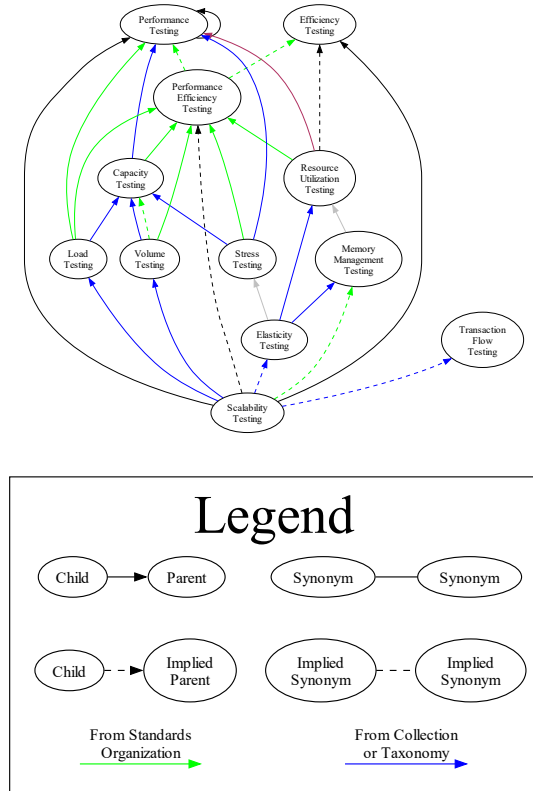 Performance
Testing
Efficiency
Testing
Performance
Efficiency
Testing
Capacity
Testing
Resource
Utilization
Testing
Load
Testing
Volume
Testing
Stress
Testing
Memory
Management
Testing
Elasticity
Testing
Transaction
Flow
Testing
Scalability
Testing
Legend
Child
Parent
Synonym
Synonym
Child
Implied
Parent
Implied
Synonym
Implied
Synonym
From Standards
Organization
From Collection
or Taxonomy